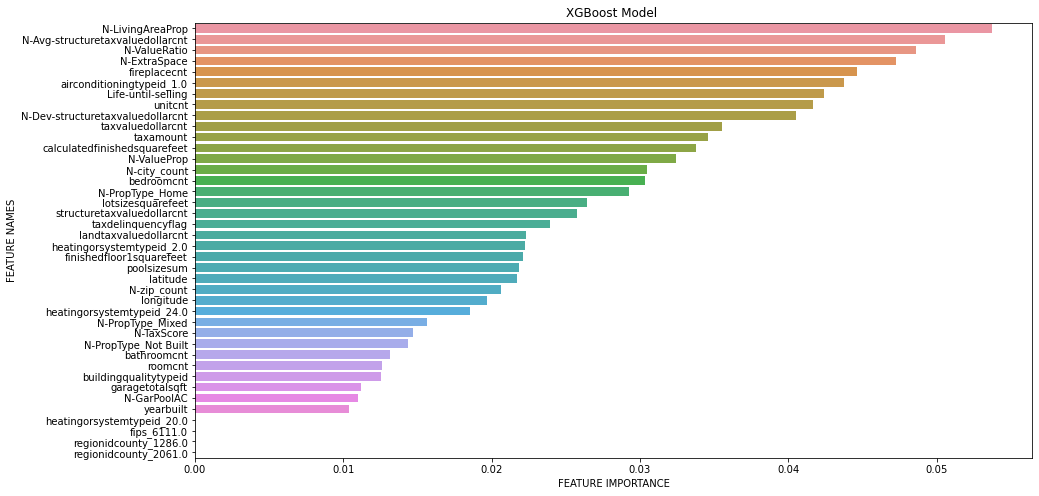 XGBoost Model
FEATURE NAMES
N-LivingAreaProp
N-Avg-structuretaxvaluedollarcnt
N-ValueRatio
N-ExtraSpace
fireplacecnt
airconditioningtypeid_1.0
Life-until-selling
unitcnt
N-Dev-structuretaxvaluedollarcnt
taxvaluedollarcnt
taxamount
calculatedfinishedsquarefeet
N-ValueProp
N-city_count
bedroomcnt
N-PropType_Home
lotsizesquarefeet
structuretaxvaluedollarcnt
taxdelinquencyflag
landtaxvaluedollarcnt
heatingorsystemtypeid_2.0
finishedfloor1squarefeet
poolsizesum
latitude
N-zip_count
longitude
heatingorsystemtypeid_24.0
N-PropType_Mixed
N-TaxScore
N-PropType_Not Built
bathroomcnt
roomcnt
buildingqualitytypeid
garagetotalsqft
N-GarPoolAC
yearbuilt
heatingorsystemtypeid_20.0
fips_6111.0
regionidcounty_1286.0
regionidcounty_2061.0
0.00 0.01 0.02 0.03 0.04 0.05
FEATURE IMPORTANCE